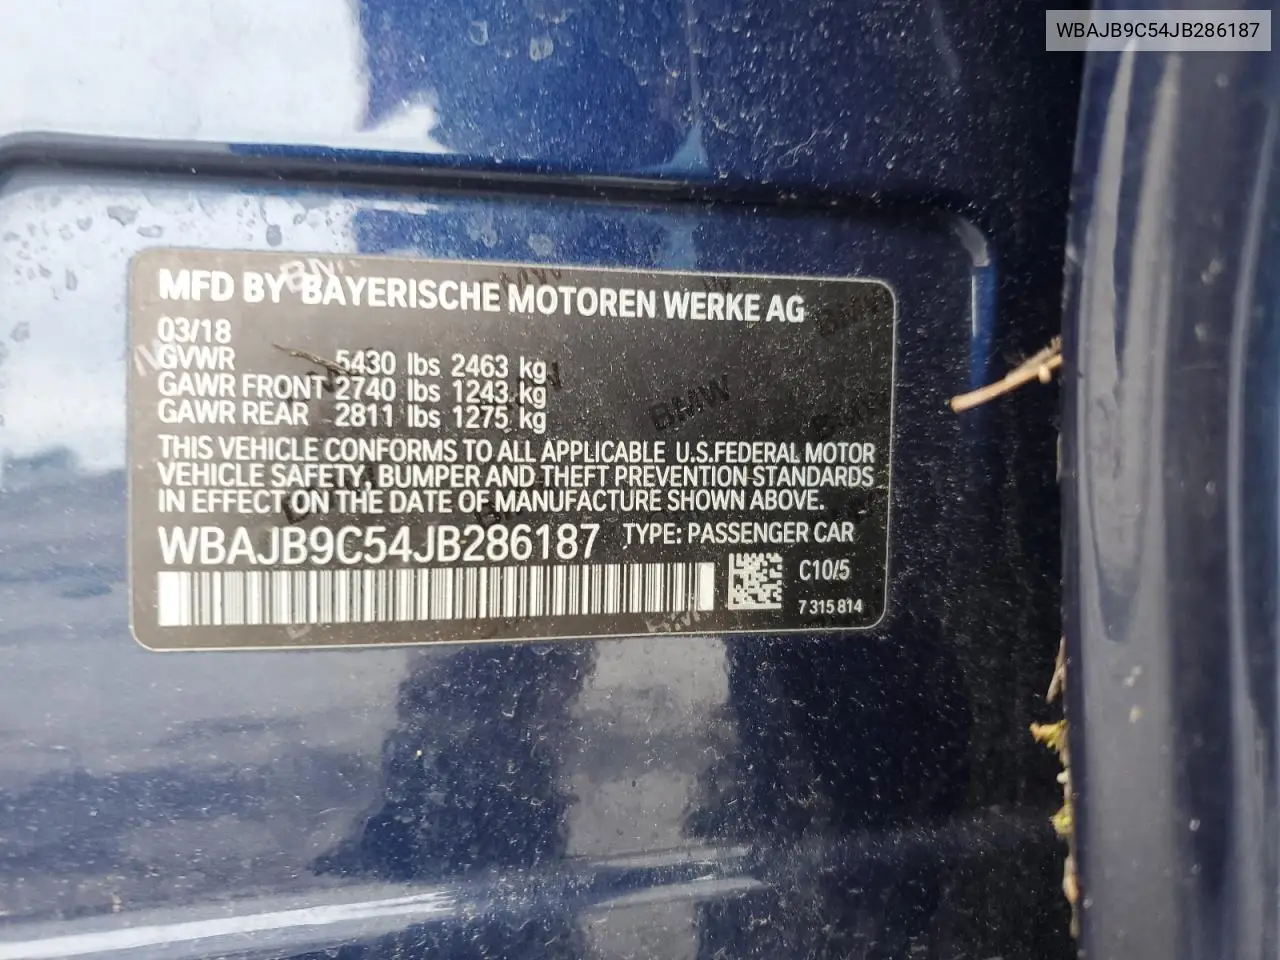 WBAJB9C54JB286187
MFD BY BAYERISCHE MOTOREN WERKE AG
03/18
GVWR 5430 lbs 2463 kg
GAWR FRONT 2740 lbs 1243 kg
GAWR REAR 2811 lbs 1275 kg
THIS VEHICLE CONFORMS TO ALL APPLICABLE U.S.FEDERAL MOTOR
VEHICLE SAFETY, BUMPER AND THEFT PREVENTION STANDARDS
IN EFFECT ON THE DATE OF MANUFACTURE SHOWN ABOVE.
WBAJB9C54JB286187 TYPE: PASSENGER CAR
C10/5
7 315 814